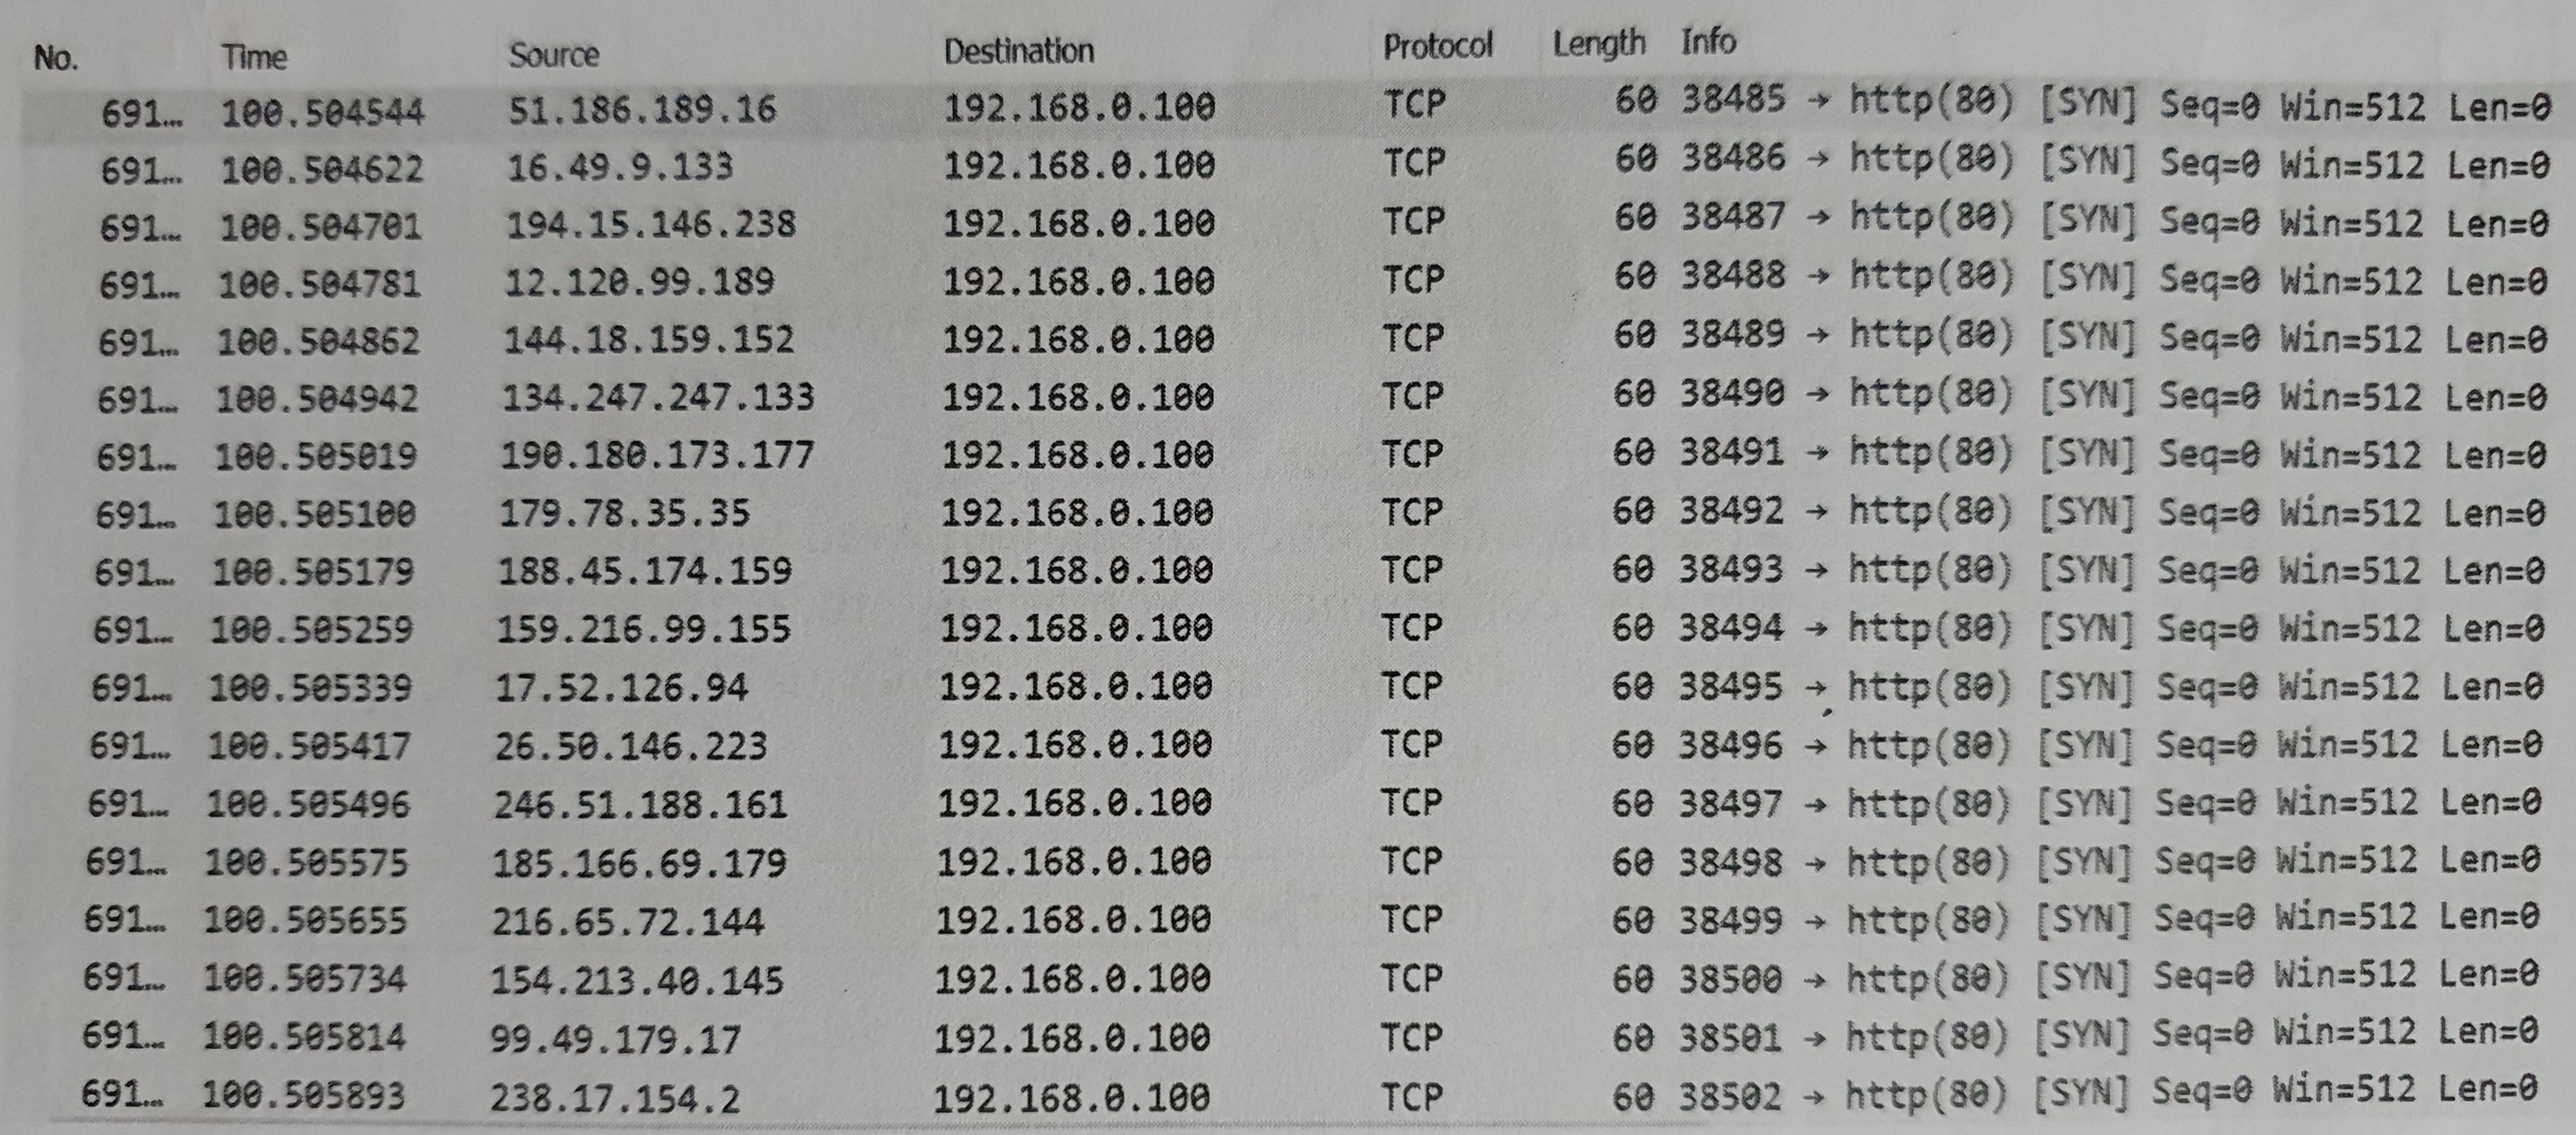 No. Time Source Destination Protocol Length Info
691... 100.504544 51.186.189.16 192.168.0.100 TCP 60 38485 → http(80) [SYN] Seq=0 Win=512 Len=0
691... 100.504622 16.49.9.133 192.168.0.100 TCP 60 38486 → http(80) [SYN] Seq=0 Win=512 Len=0
691... 100.504701 194.15.146.238 192.168.0.100 TCP 60 38487 → http(80) [SYN] Seq=0 Win=512 Len=0
691... 100.504781 12.120.99.189 192.168.0.100 TCP 60 38488 → http(80) [SYN] Seq=0 Win=512 Len=0
691... 100.504862 144.18.159.152 192.168.0.100 TCP 60 38489 → http(80) [SYN] Seq=0 Win=512 Len=0
691... 100.504942 134.247.247.133 192.168.0.100 TCP 60 38490 → http(80) [SYN] Seq=0 Win=512 Len=0
691... 100.505019 190.180.173.177 192.168.0.100 TCP 60 38491 → http(80) [SYN] Seq=0 Win=512 Len=0
691... 100.505100 179.78.35.35 192.168.0.100 TCP 60 38492 → http(80) [SYN] Seq=0 Win=512 Len=0
691... 100.505179 188.45.174.159 192.168.0.100 TCP 60 38493 → http(80) [SYN] Seq=0 Win=512 Len=0
691... 100.505259 159.216.99.155 192.168.0.100 TCP 60 38494 → http(80) [SYN] Seq=0 Win=512 Len=0
691... 100.505339 17.52.126.94 192.168.0.100 TCP 60 38495 → http(80) [SYN] Seq=0 Win=512 Len=0
691... 100.505417 26.50.146.223 192.168.0.100 TCP 60 38496 → http(80) [SYN] Seq=0 Win=512 Len=0
691... 100.505496 246.51.188.161 192.168.0.100 TCP 60 38497 → http(80) [SYN] Seq=0 Win=512 Len=0
691... 100.505575 185.166.69.179 192.168.0.100 TCP 60 38498 → http(80) [SYN] Seq=0 Win=512 Len=0
691... 100.505655 216.65.72.144 192.168.0.100 TCP 60 38499 → http(80) [SYN] Seq=0 Win=512 Len=0
691... 100.505734 154.213.40.145 192.168.0.100 TCP 60 38500 → http(80) [SYN] Seq=0 Win=512 Len=0
691... 100.505814 99.49.179.17 192.168.0.100 TCP 60 38501 → http(80) [SYN] Seq=0 Win=512 Len=0
691... 100.505893 238.17.154.2 192.168.0.100 TCP 60 38502 → http(80) [SYN] Seq=0 Win=512 Len=0